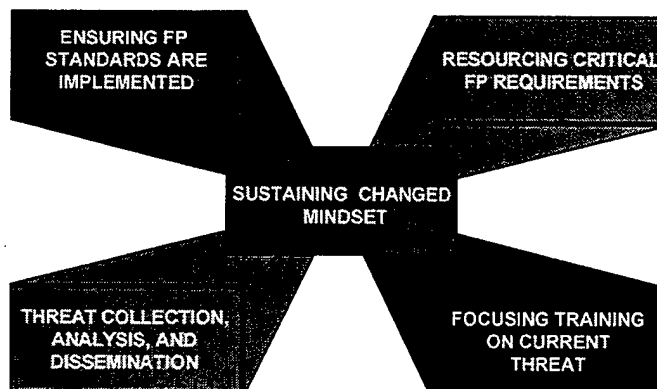 ENSURING FP
STANDARDS ARE
IMPLEMENTED
RESOURCING CRITICAL
FP REQUIREMENTS
SUSTAINING CHANGED
MINDSET
THREAT COLLECTION,
ANALYSIS, AND
DISSEMINATION
FOCUSING TRAINING
ON CURRENT
THREAT